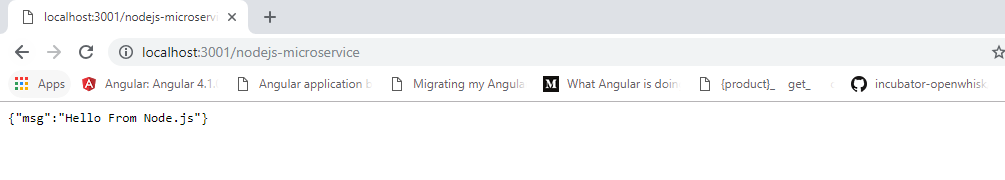 localhost:3001/nodejs-microserv
localhost:3001/nodejs-microservice
Apps Angular: Angular 4.1. Angular application b Migrating my Angula What Angular is doin {product}_ get_ incubator-openwhisk
{"msg":"Hello From Node.js"}